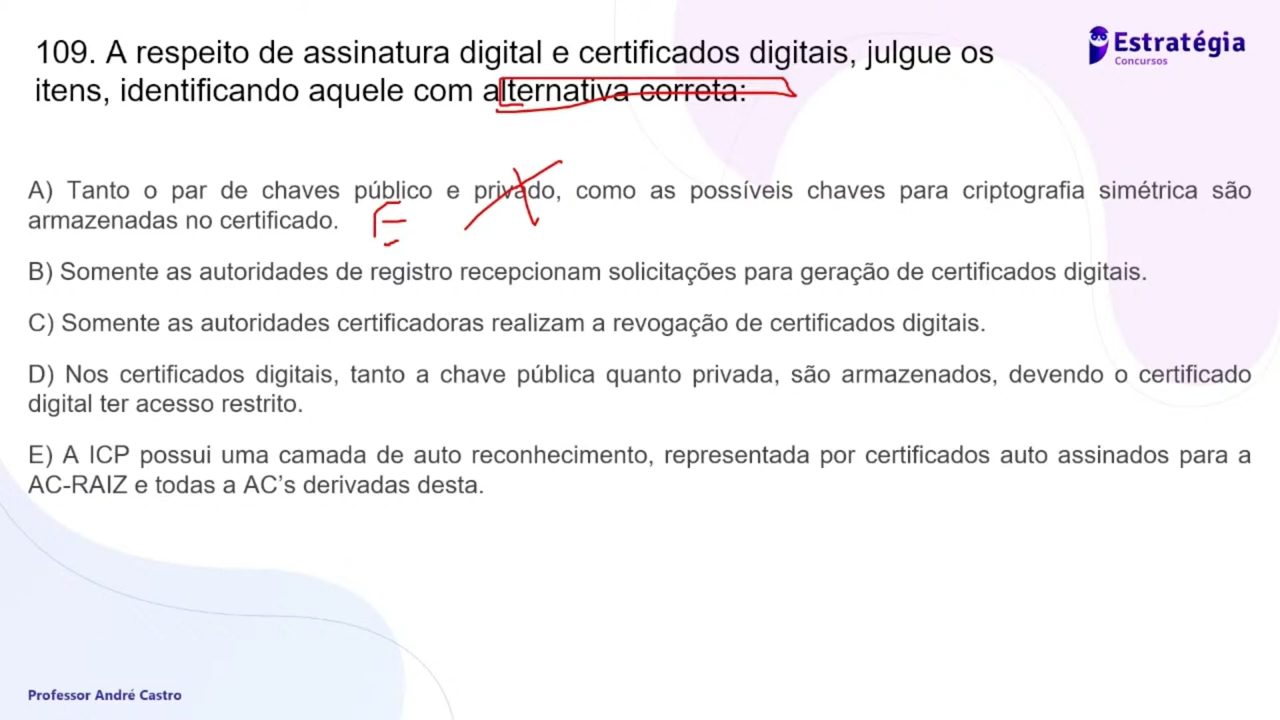 109. A respeito de assinatura digital e certificados digitais, julgue os
itens, identificando aquele com alternativa correta:
Estratégia
Concursos
A) Tanto o par de chaves público e privado, como as possíveis chaves para criptografia simétrica são
armazenadas no certificado.
E
B) Somente as autoridades de registro recepcionam solicitações para geração de certificados digitais.
C) Somente as autoridades certificadoras realizam a revogação de certificados digitais.
D) Nos certificados digitais, tanto a chave pública quanto privada, são armazenados, devendo o certificado
digital ter acesso restrito.
E) A ICP possui uma camada de auto reconhecimento, representada por certificados auto assinados para a
AC-RAIZ e todas a AC's derivadas desta.
Professor André Castro